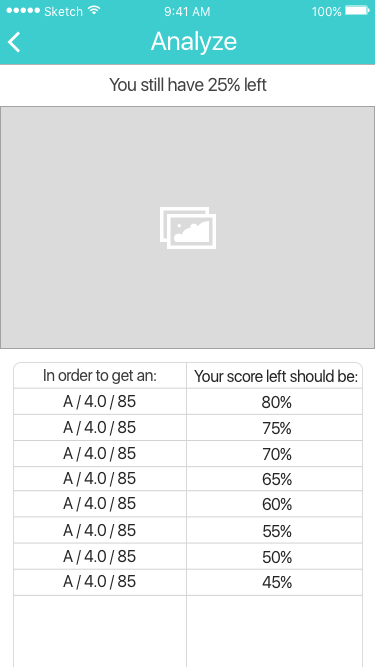 Sketch 9:41 AM 100%
Analyze
You still have 25% left
In order to get an: Your score left should be:
A / 4.0 / 85 80%
A / 4.0 / 85 75%
A / 4.0 / 85 70%
A / 4.0 / 85 65%
A / 4.0 / 85 60%
A / 4.0 / 85 55%
A / 4.0 / 85 50%
A / 4.0 / 85 45%